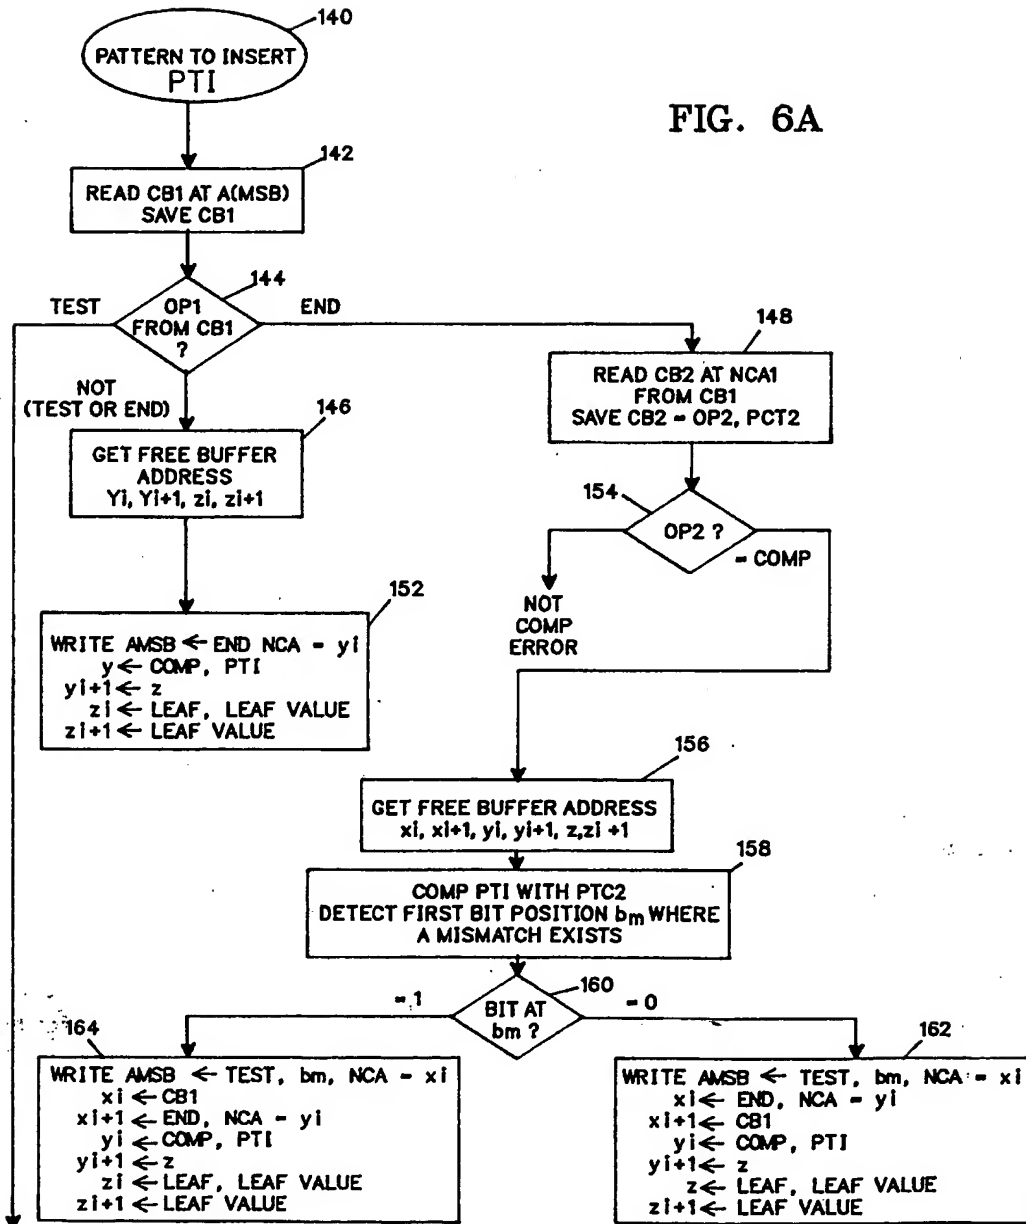 140
PATTERN TO INSERT
PTI
FIG. 6A
142
READ CB1 AT A(MSB)
SAVE CB1
144
TEST
OP1
FROM CB1
?
END
NOT
(TEST OR END)
146
GET FREE BUFFER
ADDRESS
Yi, Yi+1, zi, zi+1
148
READ CB2 AT NCA1
FROM CB1
SAVE CB2 = OP2, PCT2
154
OP2 ?
= COMP
NOT
COMP
ERROR
152
WRITE AMSB ← END NCA = yi
y ← COMP, PTI
yi+1 ← z
zi ← LEAF, LEAF VALUE
zi+1 ← LEAF VALUE
156
GET FREE BUFFER ADDRESS
xi, xi+1, yi, yi+1, z,zi +1
158
COMP PTI WITH PTC2
DETECT FIRST BIT POSITION bm WHERE
A MISMATCH EXISTS
160
= 1
BIT AT
bm ?
=0
164
WRITE AMSB ← TEST, bm, NCA = xi
xi ← CB1
xi+1 ← END, NCA = yi
yi ← COMP, PTI
yi+1 ← z
zi ← LEAF, LEAF VALUE
zi+1 ← LEAF VALUE
162
WRITE AMSB ← TEST, bm, NCA = xi
xi ← END, NCA = yi
xi+1 ← CB1
yi ← COMP, PTI
yi+1 ← z
z ← LEAF, LEAF VALUE
zi+1 ← LEAF VALUE